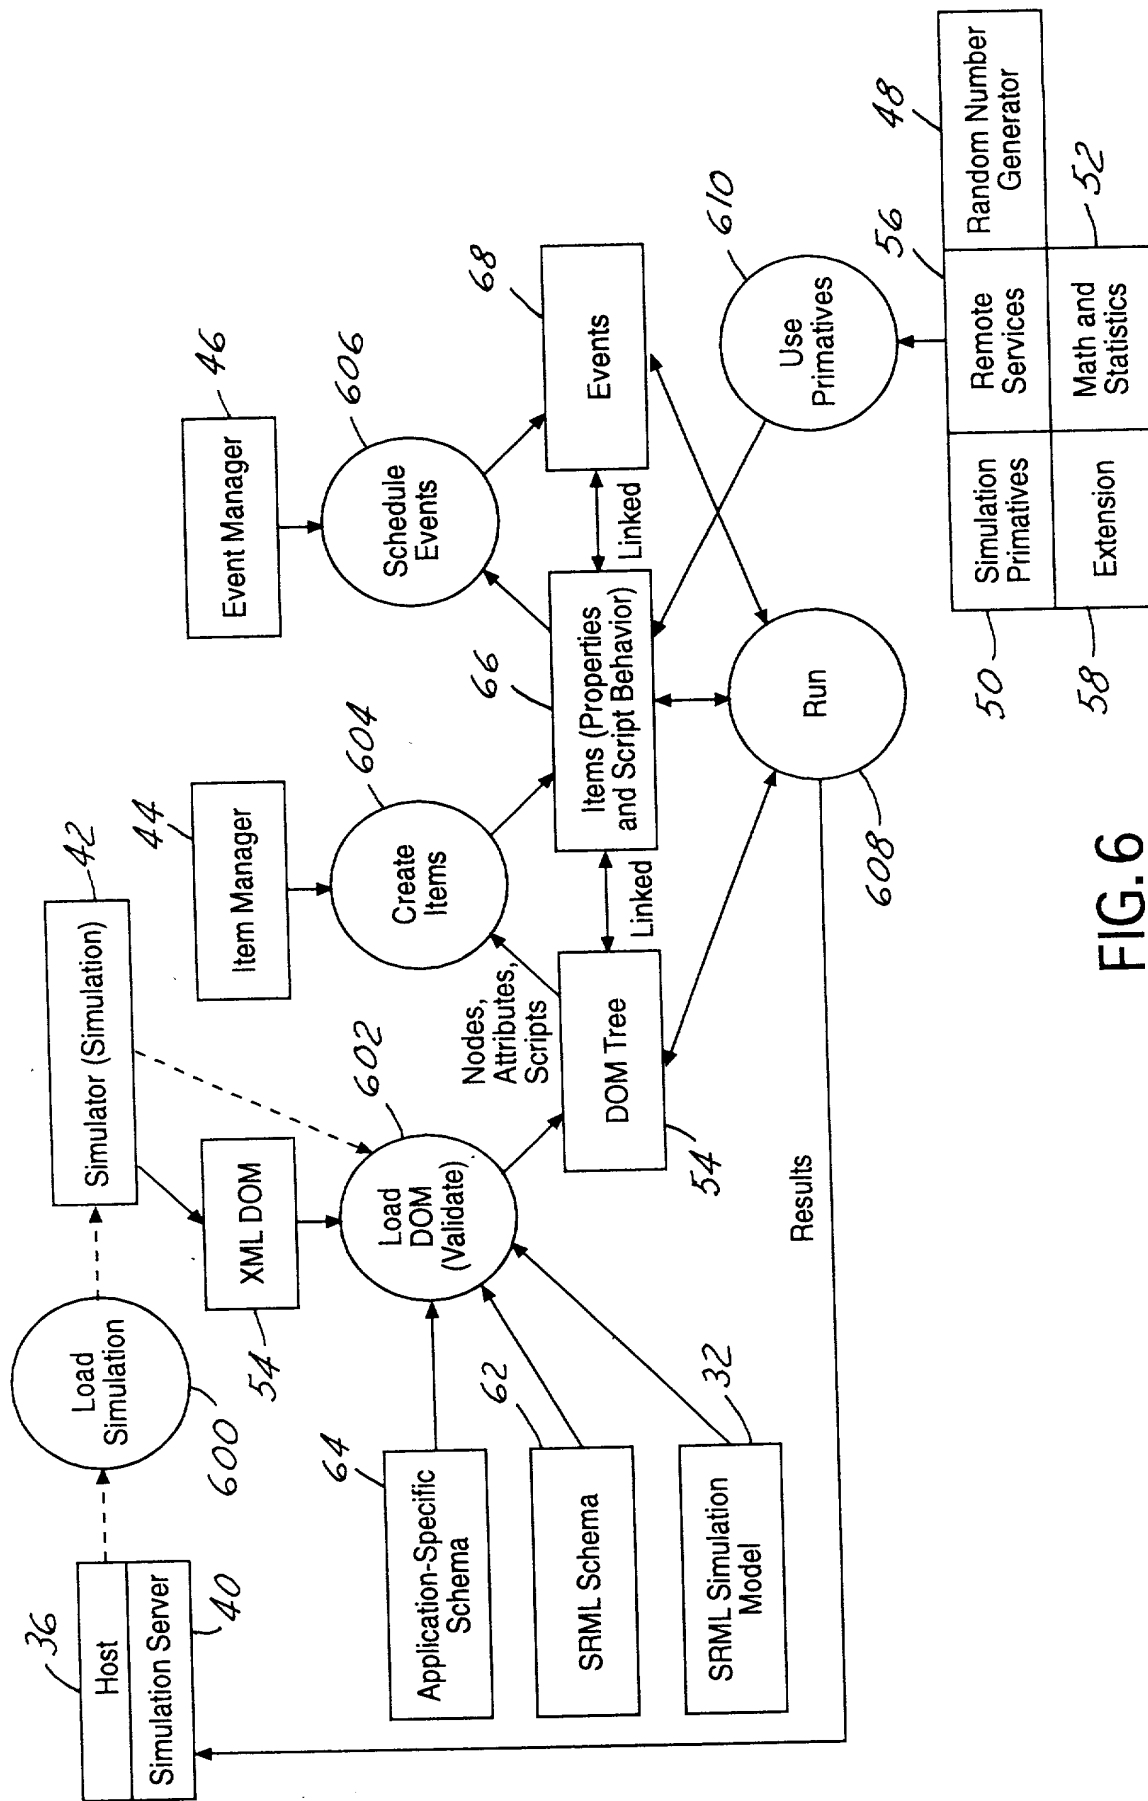 36
Host
Simulation Server
40
Load
Simulation
600
Simulator (Simulation)
42
XML DOM
54
Application-Specific
Schema
64
SRML Schema
62
SRML Simulation
Model
32
Load
DOM
(Validate)
602
Item Manager
44
Create
Items
604
Nodes,
Attributes,
Scripts
DOM Tree
54
Linked
Items (Properties
and Script Behavior)
66
Event Manager
46
Schedule
Events
606
Linked
Events
68
Run
608
Results
Use
Primatives
610
Simulation
Primatives
50
Remote
Services
56
Random Number
Generator
48
Extension
58
Math and
Statistics
52
FIG. 6